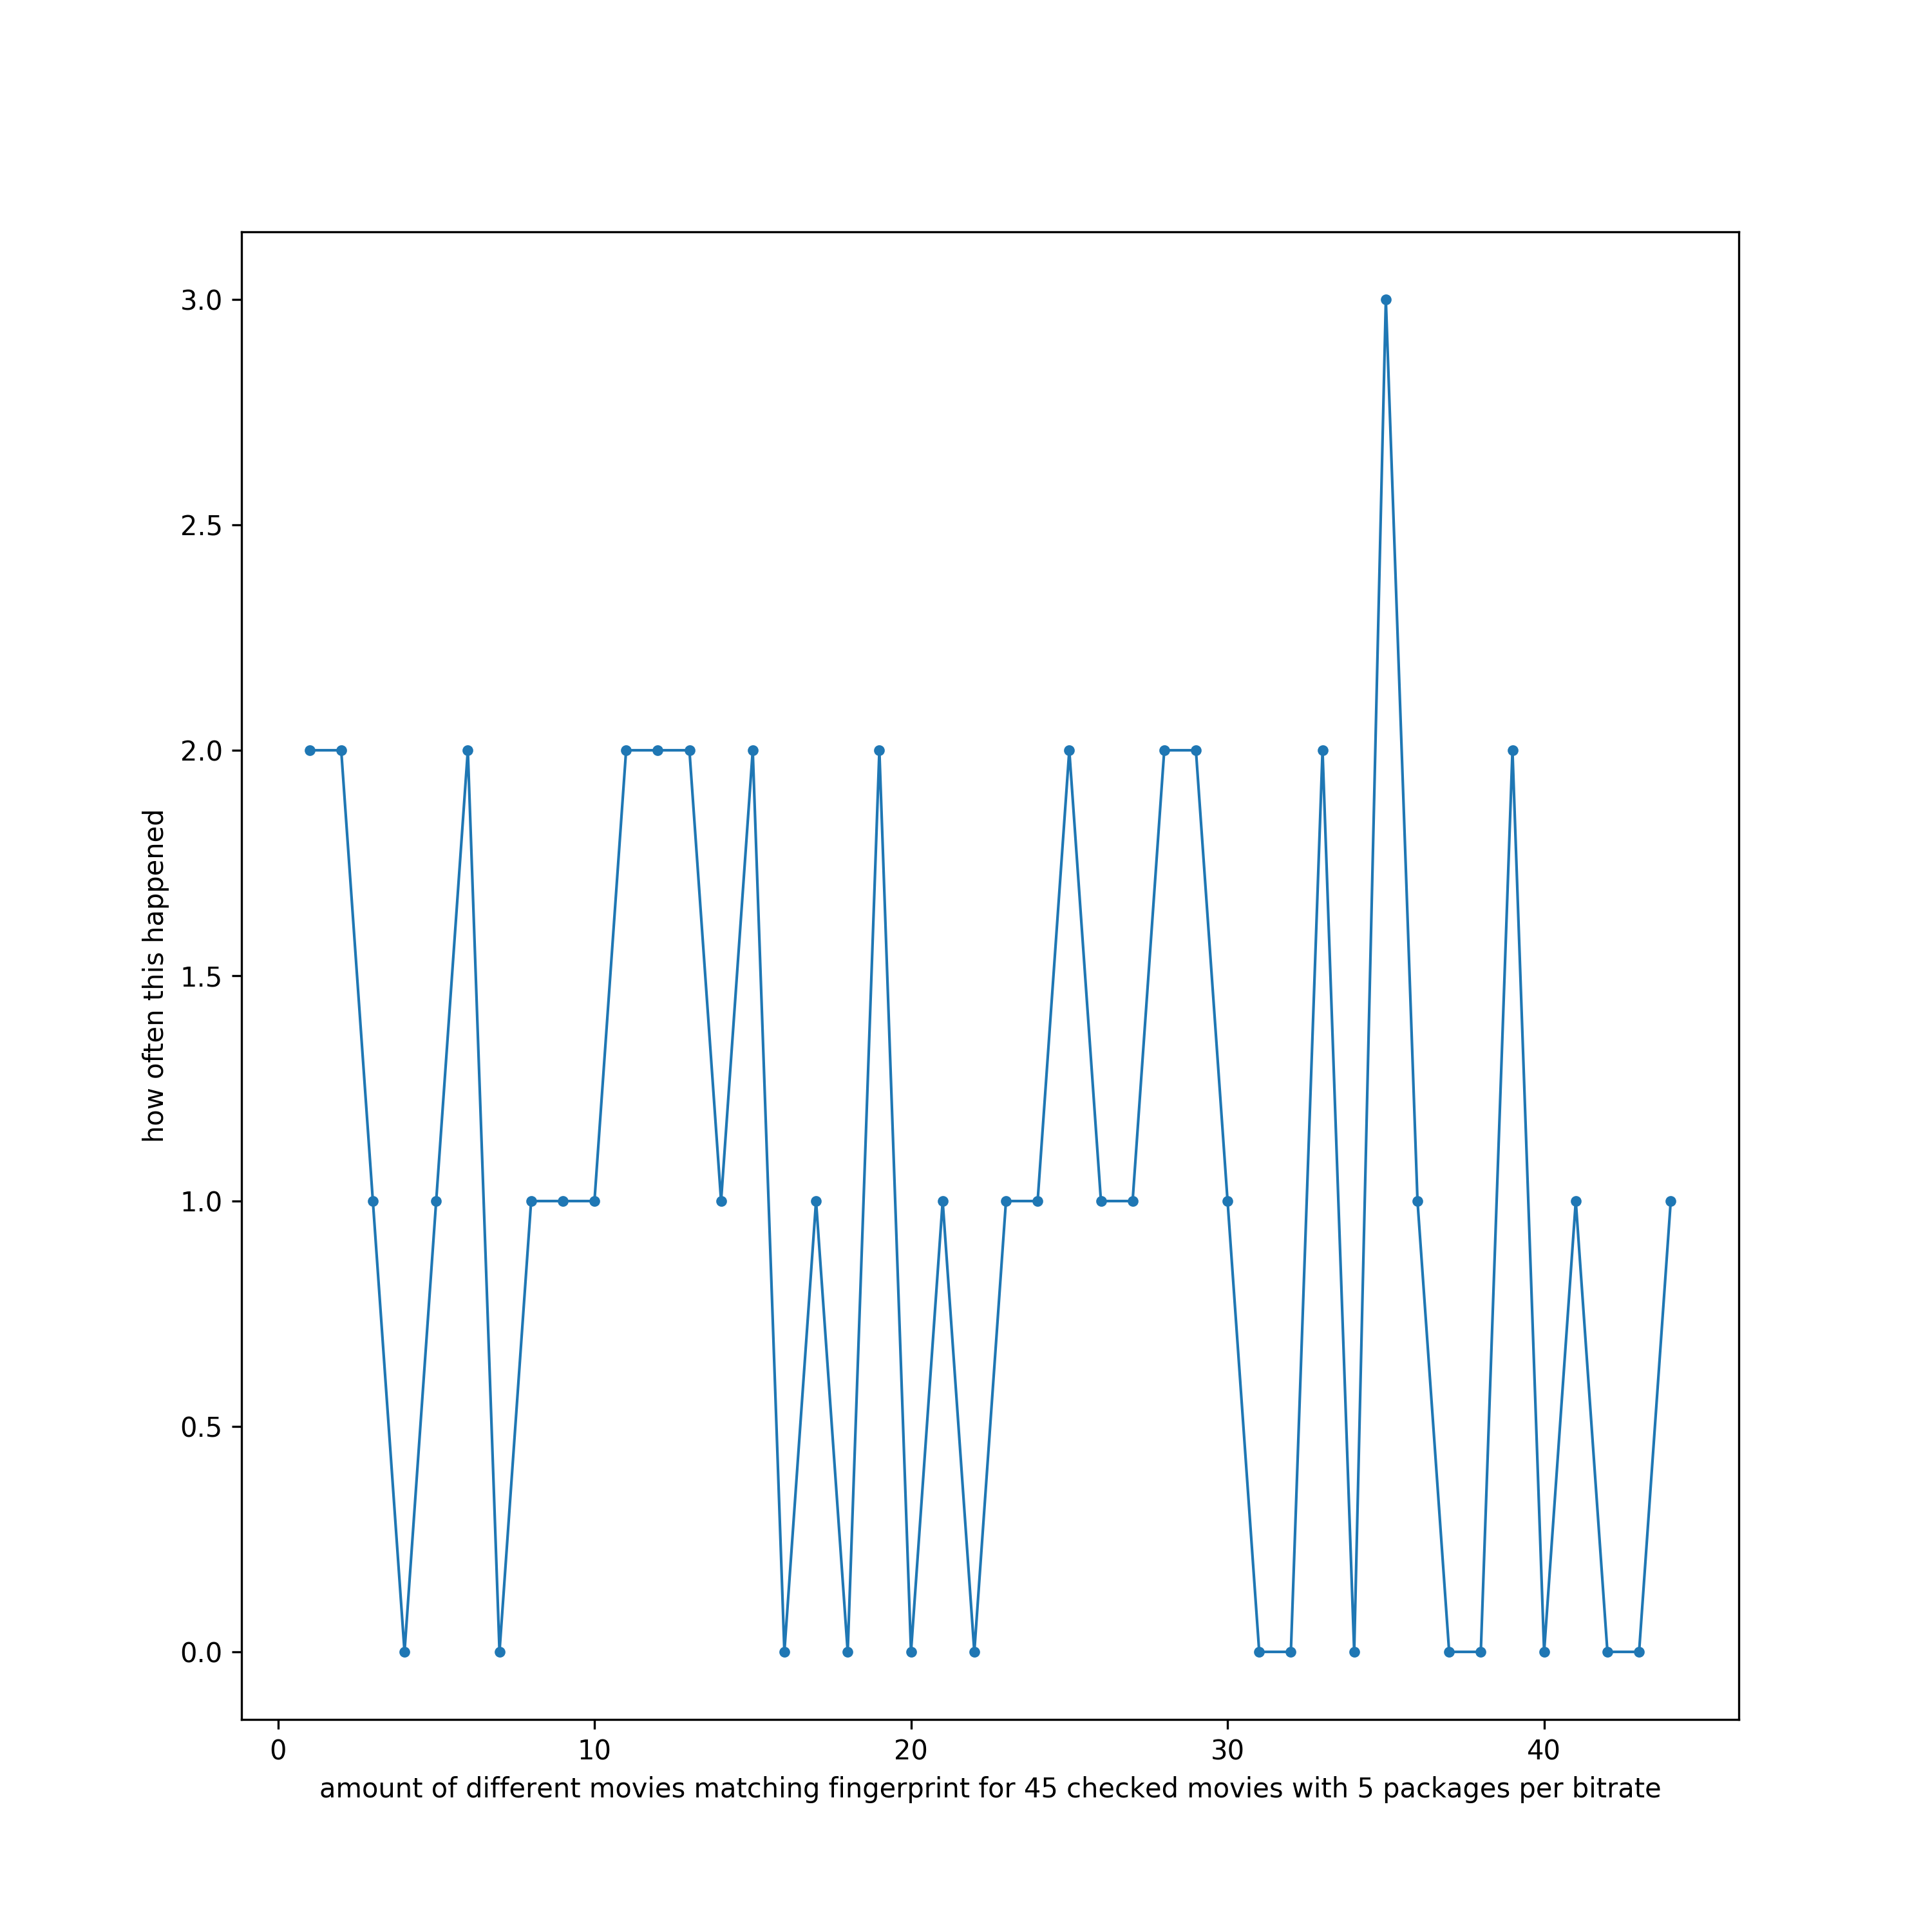 3.0
2.5
2.0
1.5
1.0
0.5
0.0
how often this happened
0 10 20 30 40
amount of different movies matching fingerprint for 45 checked movies with 5 packages per bitrate